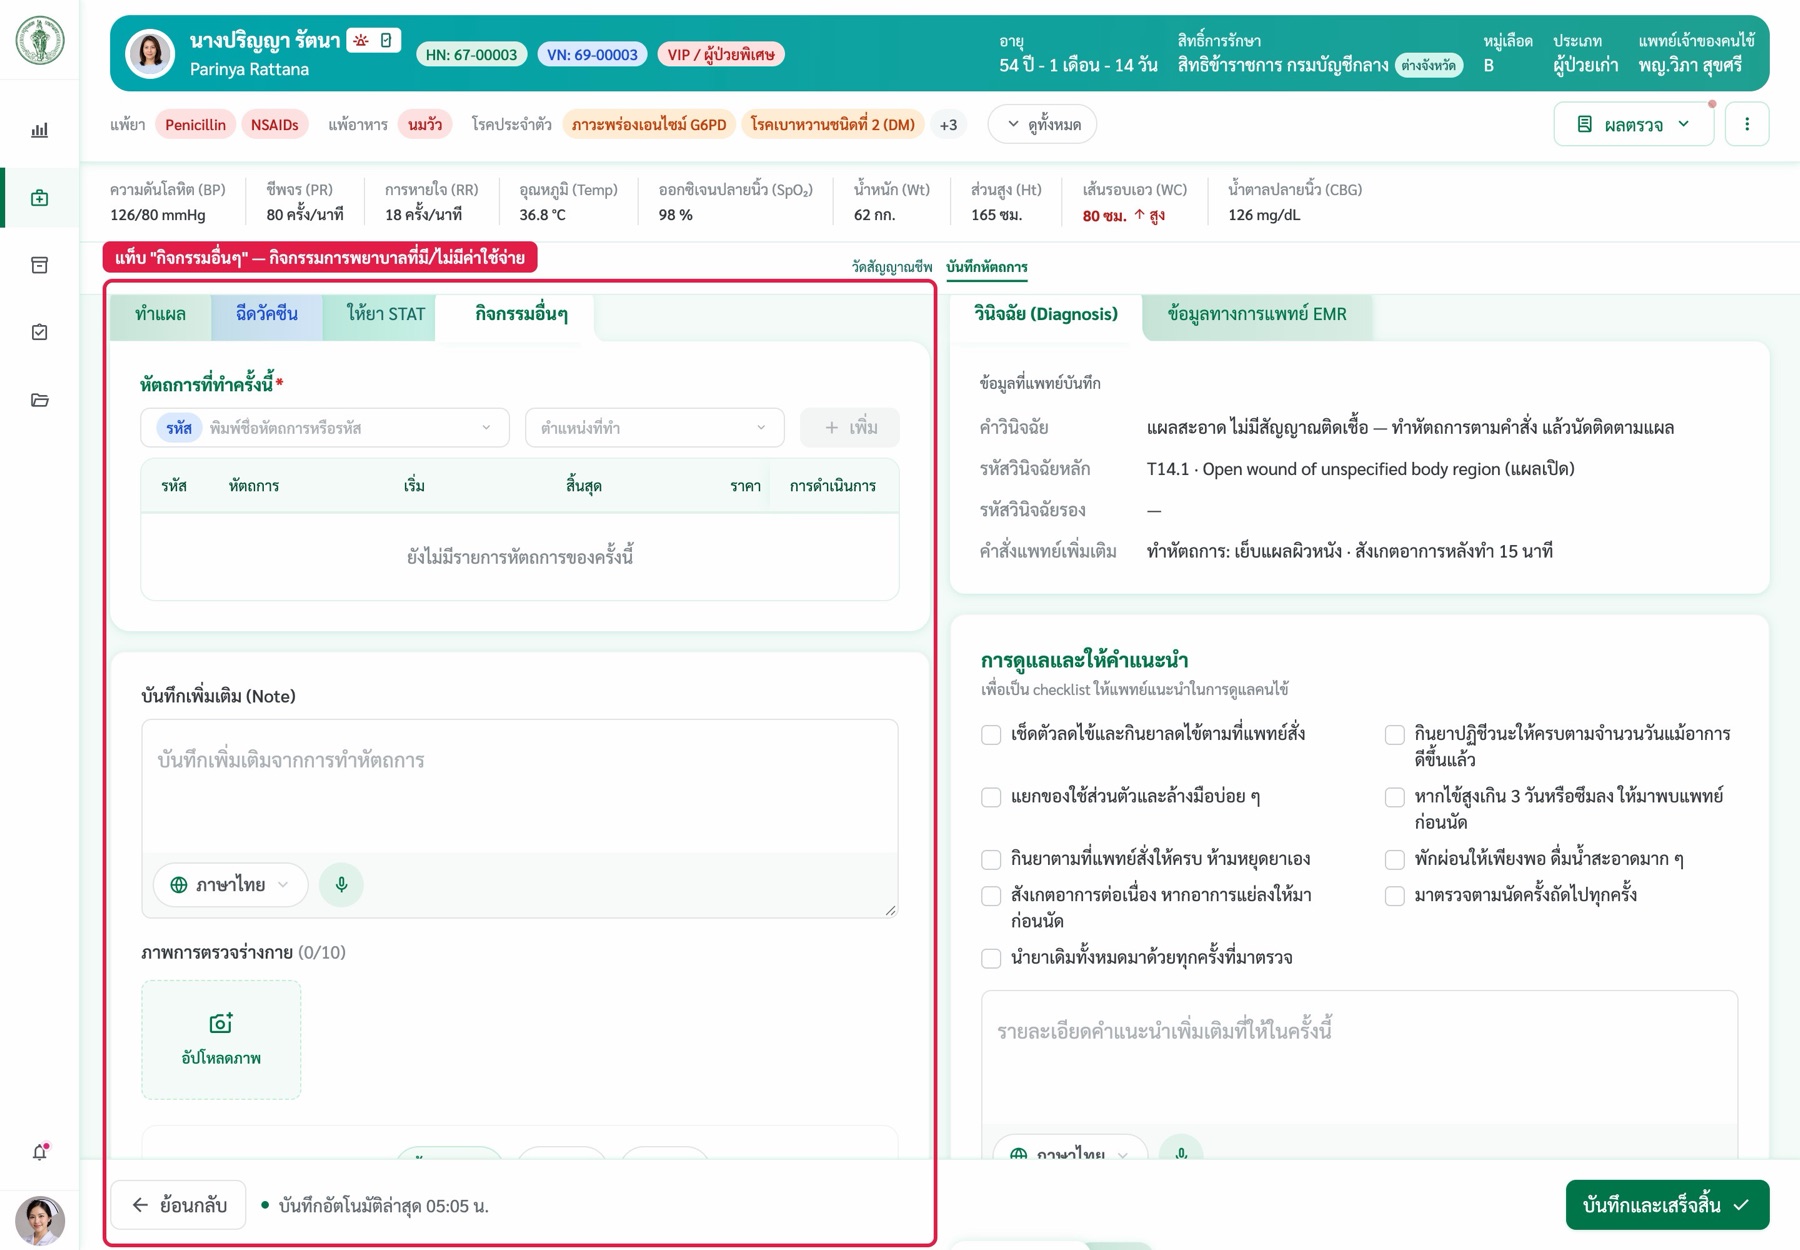 นางปริญญา รัตนา
Parinya Rattana
HN: 67-00003
VN: 69-00003
VIP / ผู้ป่วยพิเศษ
อายุ
54 ปี - 1 เดือน - 14 วัน
สิทธิ์การรักษา
สิทธิข้าราชการ กรมบัญชีกลาง ต่างจังหวัด
หมู่เลือด
B
ประเภท
ผู้ป่วยเก่า
แพทย์เจ้าของคนไข้
พญ.วิภา สุขศรี
แพ้ยา Penicillin NSAIDs แพ้อาหาร นมวัว โรคประจำตัว ภาวะพร่องเอนไซม์ G6PD โรคเบาหวานชนิดที่ 2 (DM) +3 ดูทั้งหมด
ผลตรวจ
ความดันโลหิต (BP)
126/80 mmHg
ชีพจร (PR)
80 ครั้ง/นาที
การหายใจ (RR)
18 ครั้ง/นาที
อุณหภูมิ (Temp)
36.8 °C
ออกซิเจนปลายนิ้ว (SpO₂)
98 %
น้ำหนัก (Wt)
62 กก.
ส่วนสูง (Ht)
165 ซม.
เส้นรอบเอว (WC)
80 ซม. ↑ สูง
น้ำตาลปลายนิ้ว (CBG)
126 mg/dL
แท็บ "กิจกรรมอื่นๆ" — กิจกรรมการพยาบาลที่มี/ไม่มีค่าใช้จ่าย
วัดสัญญาณชีพ บันทึกหัตถการ
ทำแผล ฉีดวัคซีน ให้ยา STAT กิจกรรมอื่นๆ
หัตถการที่ทำครั้งนี้*
รหัส พิมพ์ชื่อหัตถการหรือรหัส ตำแหน่งที่ทำ + เพิ่ม
รหัส หัตถการ เริ่ม สิ้นสุด ราคา การดำเนินการ
ยังไม่มีรายการหัตถการของครั้งนี้
บันทึกเพิ่มเติม (Note)
บันทึกเพิ่มเติมจากการทำหัตถการ
ภาษาไทย
ภาพการตรวจร่างกาย (0/10)
อัปโหลดภาพ
วินิจฉัย (Diagnosis) ข้อมูลทางการแพทย์ EMR
ข้อมูลที่แพทย์บันทึก
คำวินิจฉัย แผลสะอาด ไม่มีสัญญาณติดเชื้อ — ทำหัตถการตามคำสั่ง แล้วนัดติดตามแผล
รหัสวินิจฉัยหลัก T14.1 · Open wound of unspecified body region (แผลเปิด)
รหัสวินิจฉัยรอง —
คำสั่งแพทย์เพิ่มเติม ทำหัตถการ: เย็บแผลผิวหนัง · สังเกตอาการหลังทำ 15 นาที
การดูแลและให้คำแนะนำ
เพื่อเป็น checklist ให้แพทย์แนะนำในการดูแลคนไข้
เช็ดตัวลดไข้และกินยาลดไข้ตามที่แพทย์สั่ง
กินยาปฏิชีวนะให้ครบตามจำนวนวันแม้อาการ
ดีขึ้นแล้ว
แยกของใช้ส่วนตัวและล้างมือบ่อย ๆ
หากไข้สูงเกิน 3 วันหรือซึมลง ให้มาพบแพทย์
ก่อนนัด
กินยาตามที่แพทย์สั่งให้ครบ ห้ามหยุดยาเอง
พักผ่อนให้เพียงพอ ดื่มน้ำสะอาดมาก ๆ
สังเกตอาการต่อเนื่อง หากอาการแย่ลงให้มา
ก่อนนัด
มาตรวจตามนัดครั้งถัดไปทุกครั้ง
นำยาเดิมทั้งหมดมาด้วยทุกครั้งที่มาตรวจ
รายละเอียดคำแนะนำเพิ่มเติมที่ให้ในครั้งนี้
ภาษาไทย
ย้อนกลับ
บันทึกอัตโนมัติล่าสุด 05:05 น.
บันทึกและเสร็จสิ้น